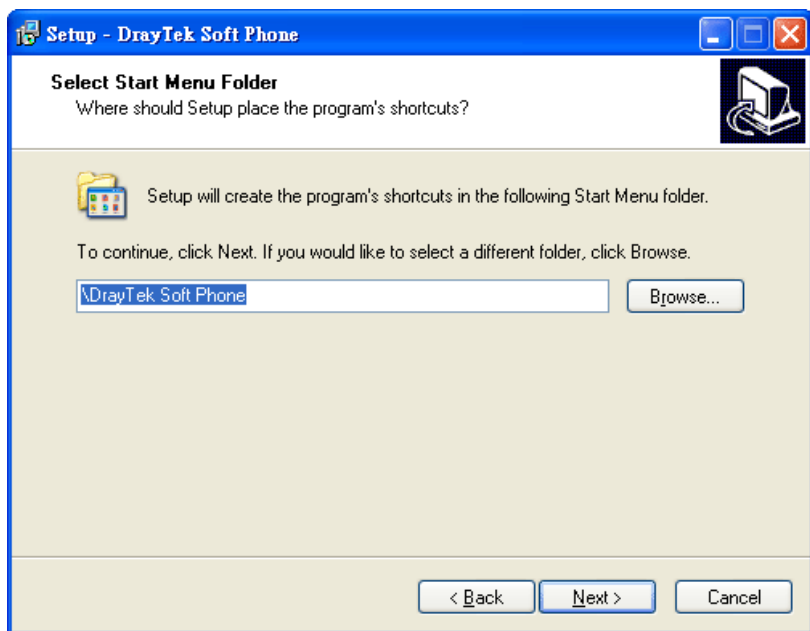 Setup - DrayTek Soft Phone
Select Start Menu Folder
Where should Setup place the program's shortcuts?
Setup will create the program's shortcuts in the following Start Menu folder.
To continue, click Next. If you would like to select a different folder, click Browse.
\DrayTek Soft Phone
Browse...
< Back
Next >
Cancel